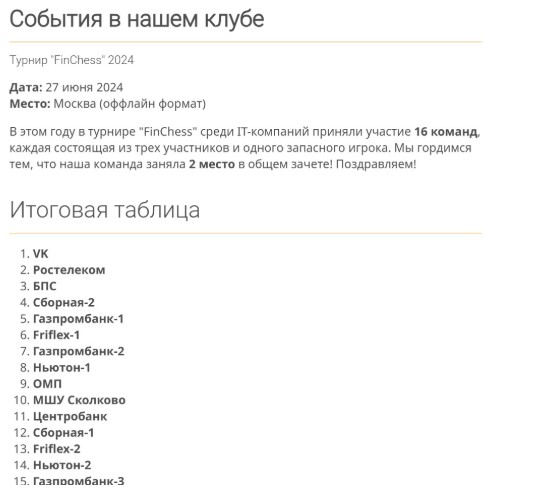 События в нашем клубе
Турнир "FinChess" 2024
Дата: 27 июня 2024
Место: Москва (оффлайн формат)
В этом году в турнире "FinChess" среди IT-компаний приняли участие 16 команд,
каждая состоящая из трех участников и одного запасного игрока. Мы гордимся
тем, что наша команда заняла 2 место в общем зачете! Поздравляем!
Итоговая таблица
1. VK
2. Ростелеком
3. БПС
4. Сборная-2
5. Газпромбанк-1
6. Friflex-1
7. Газпромбанк-2
8. Ньютон-1
9. ОМП
10. МШУ Сколково
11. Центробанк
12. Сборная-1
13. Friflex-2
14. Ньютон-2
15. Газпромбанк-3